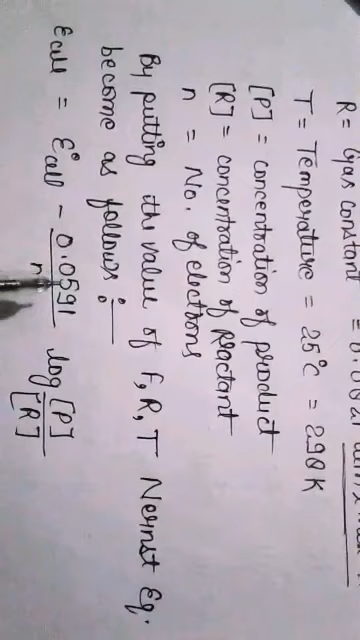 R = Gas constant =
T = Temperature = 25°C = 298K
[P] = concentration of product
[R] = concentration of reactant
n = No. of electrons
By putting the value of F, R, T Nernst Eq.
become as follows :—
Ecell = E°cell - 0.0591/n log [P]/[R]